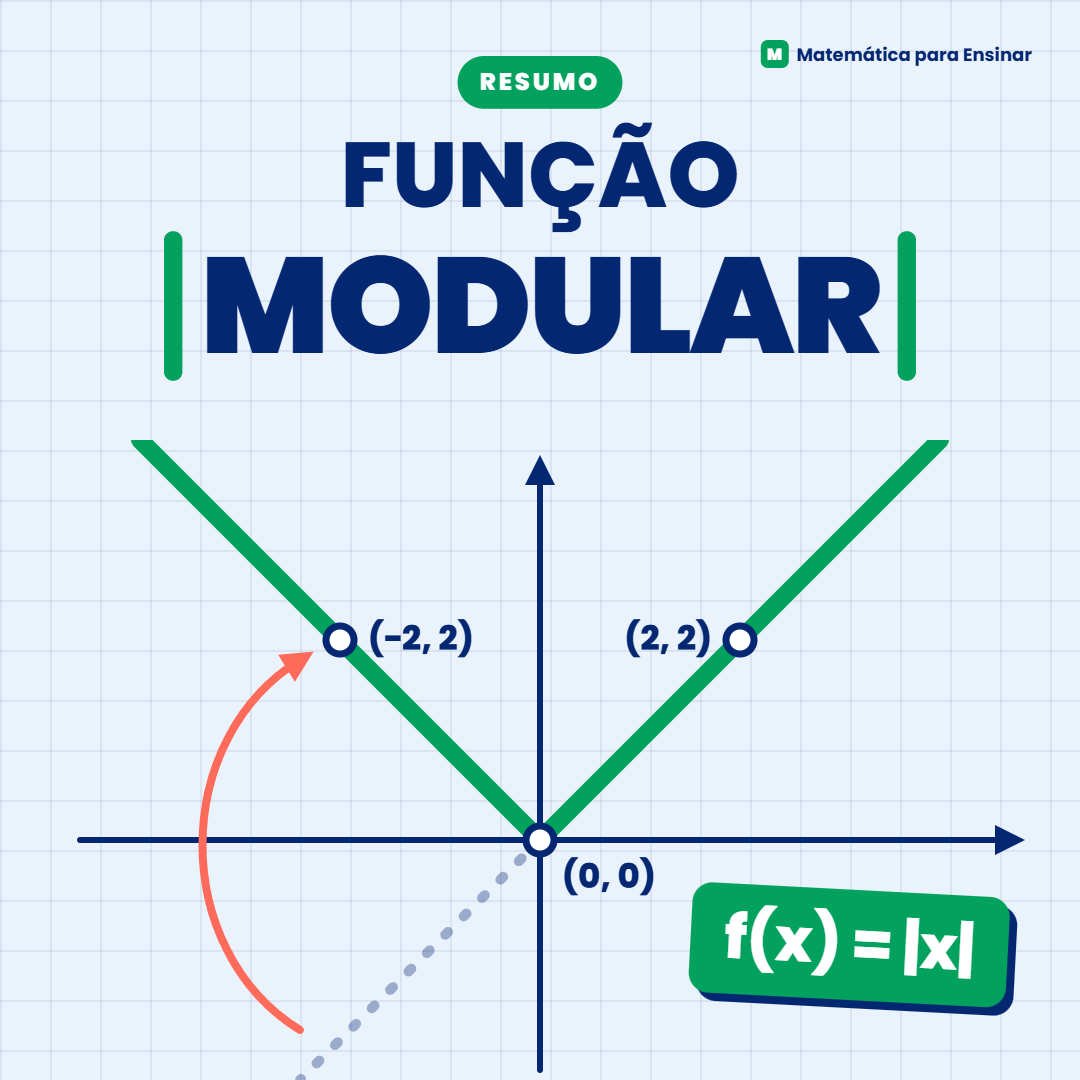 M Matemática para Ensinar
RESUMO
FUNÇÃO
|MODULAR|
(−2, 2)
(2, 2)
(0, 0)
f(x) = |x|